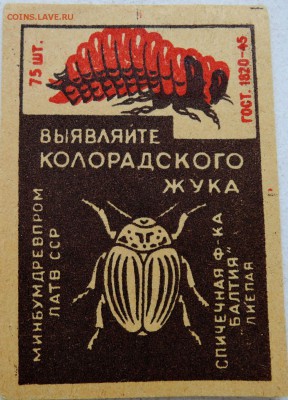 COINS.LAVE.RU
75 ШТ.
ГОСТ. 1820-45
ВЫЯВЛЯЙТЕ
КОЛОРАДСКОГО
ЖУКА
МИНБУМДРЕВПРОМ
ЛАТВ ССР
СПИЧЕЧНАЯ Ф-КА
„БАЛТИЯ"
ЛИЕПАЯ